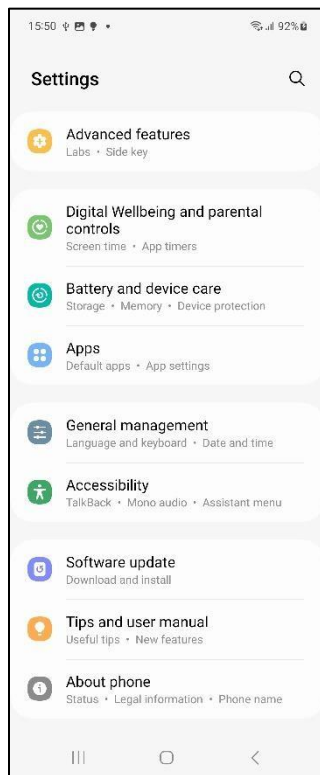 15:50 92%
Settings
Advanced features
Labs • Side key
Digital Wellbeing and parental
controls
Screen time • App timers
Battery and device care
Storage • Memory • Device protection
Apps
Default apps • App settings
General management
Language and keyboard • Date and time
Accessibility
TalkBack • Mono audio • Assistant menu
Software update
Download and install
Tips and user manual
Useful tips • New features
About phone
Status • Legal information • Phone name